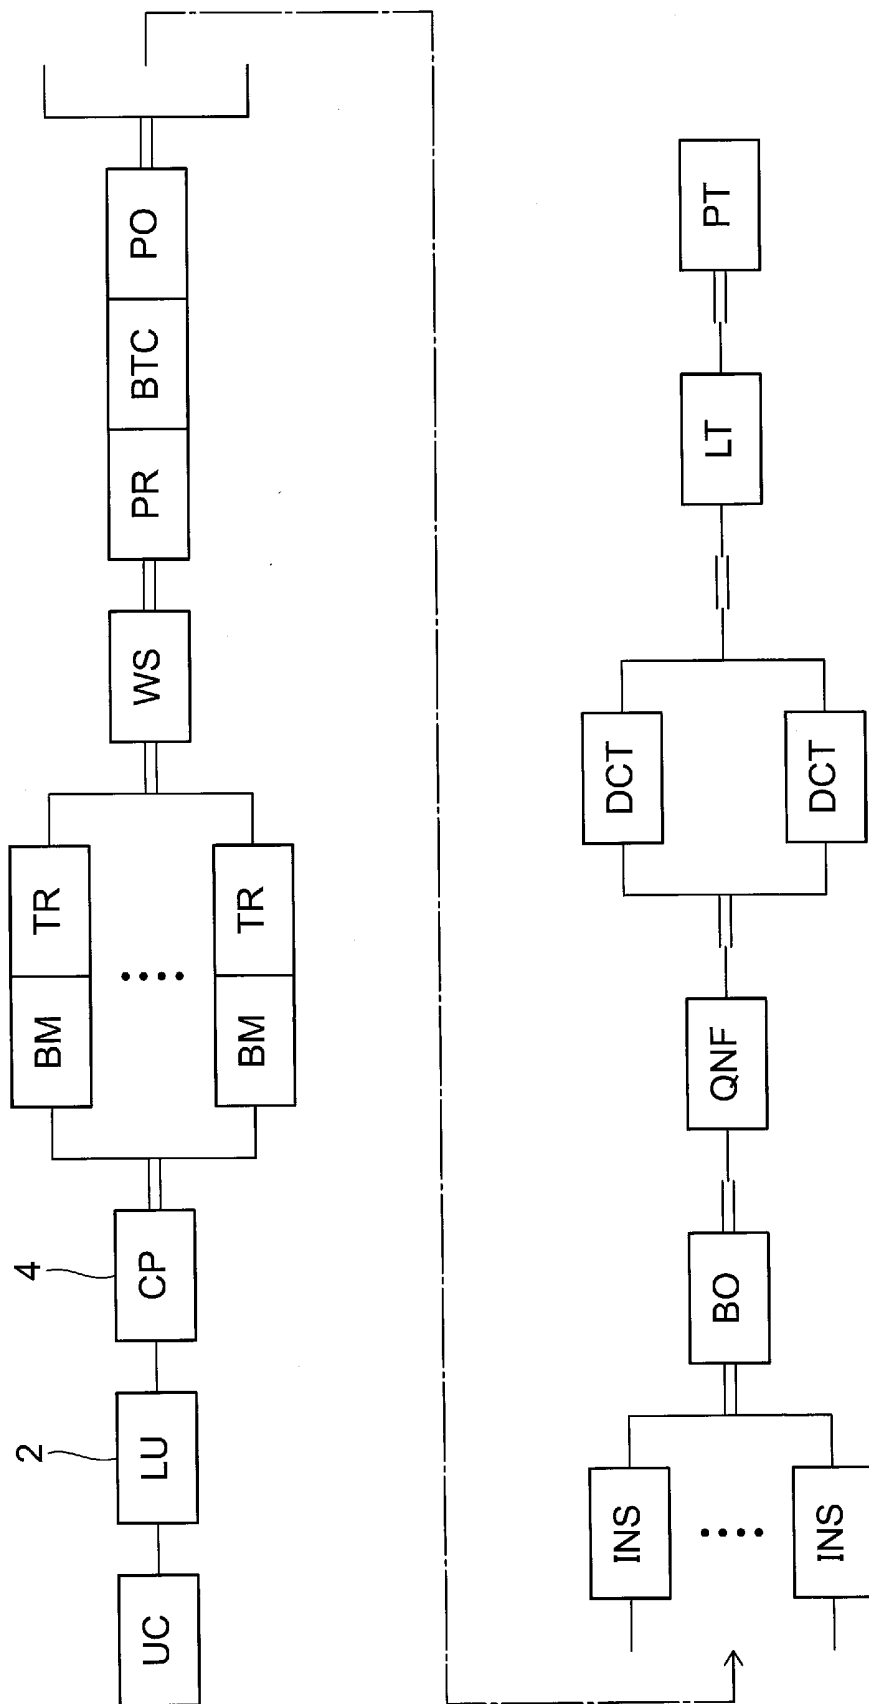 UC
LU
2
CP
4
BM TR
BM TR
WS
PR BTC PO
INS
INS
BO
QNF
DCT
DCT
LT
PT